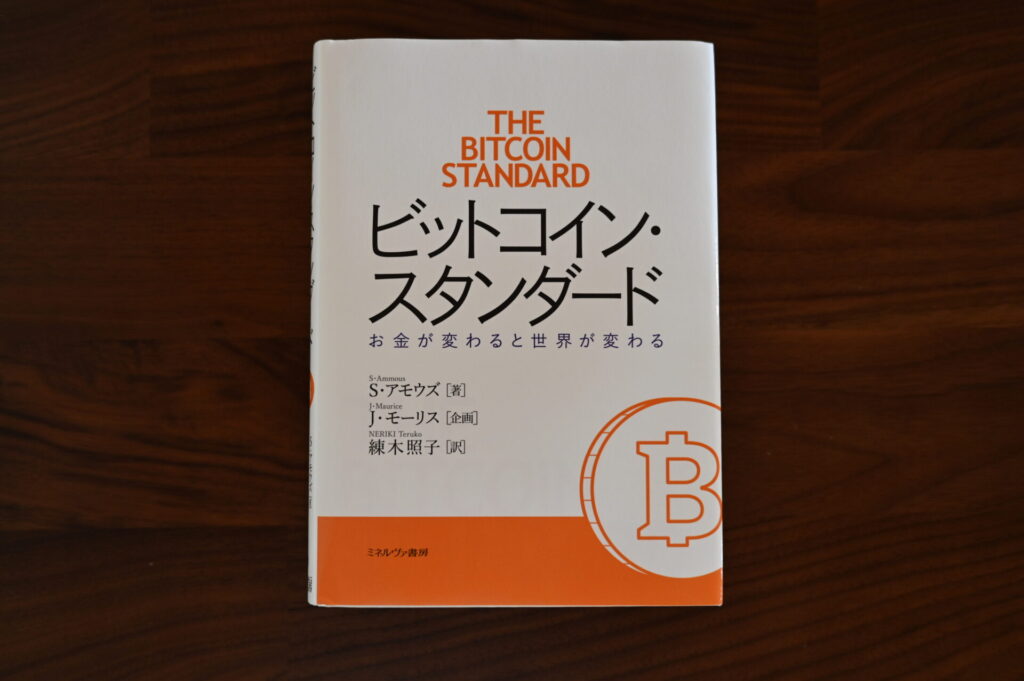 THE
BITCOIN
STANDARD
ビットコイン・
スタンダード
お金が変わると世界が変わる
S・Ammous
S・アモウズ［著］
J・Maurice
J・モーリス［企画］
NERIKI Teruko
練木照子［訳］
ミネルヴァ書房